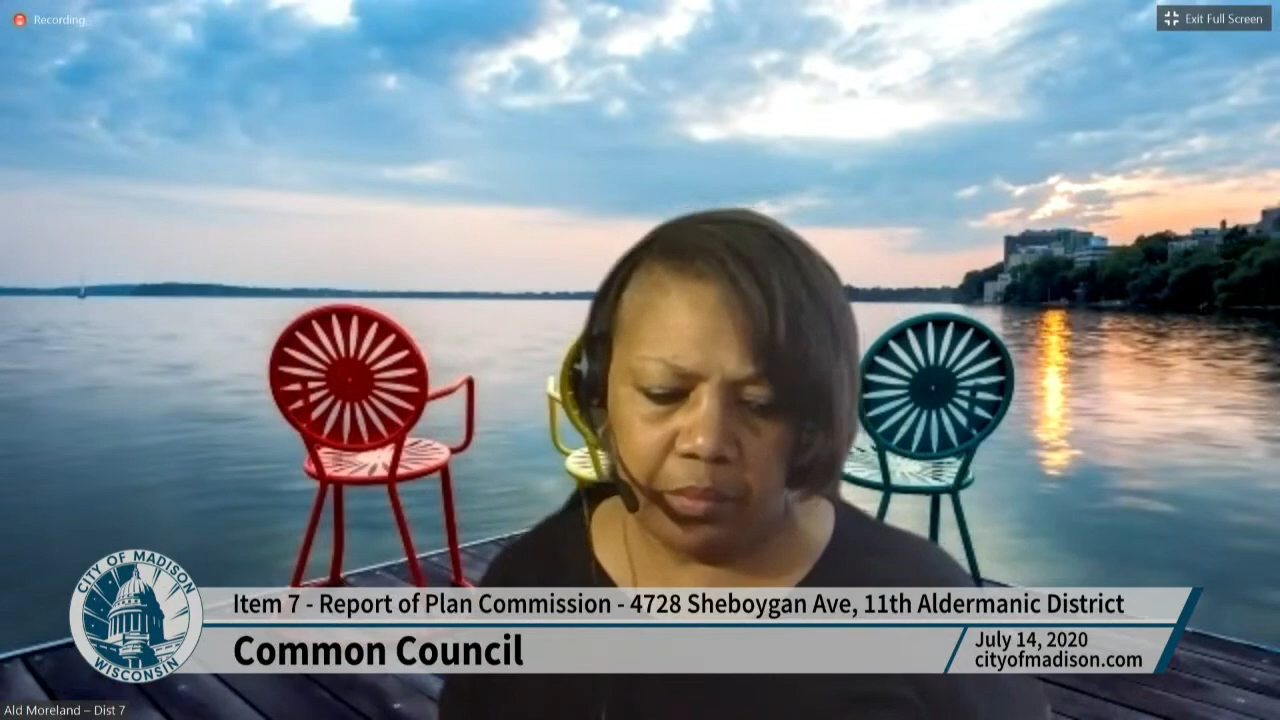 Recording
Exit Full Screen
CITY OF MADISON
WISCONSIN
Item 7 - Report of Plan Commission - 4728 Sheboygan Ave, 11th Aldermanic District
Common Council
July 14, 2020
cityofmadison.com
Ald Moreland – Dist 7